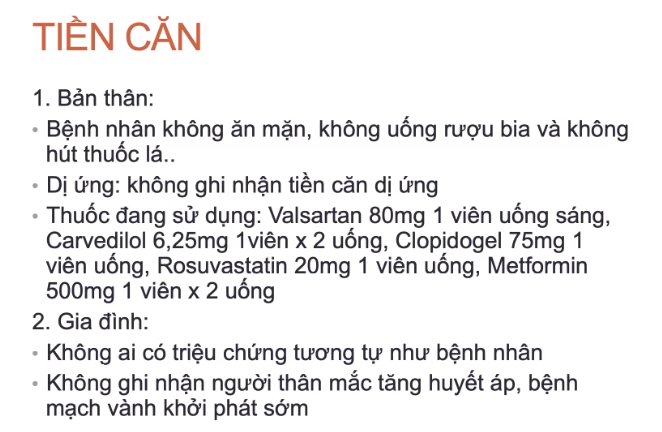 TIỀN CĂN
1. Bản thân:
• Bệnh nhân không ăn mặn, không uống rượu bia và không
hút thuốc lá..
• Dị ứng: không ghi nhận tiền căn dị ứng
• Thuốc đang sử dụng: Valsartan 80mg 1 viên uống sáng,
Carvedilol 6,25mg 1viên x 2 uống, Clopidogel 75mg 1
viên uống, Rosuvastatin 20mg 1 viên uống, Metformin
500mg 1 viên x 2 uống
2. Gia đình:
• Không ai có triệu chứng tương tự như bệnh nhân
• Không ghi nhận người thân mắc tăng huyết áp, bệnh
mạch vành khởi phát sớm